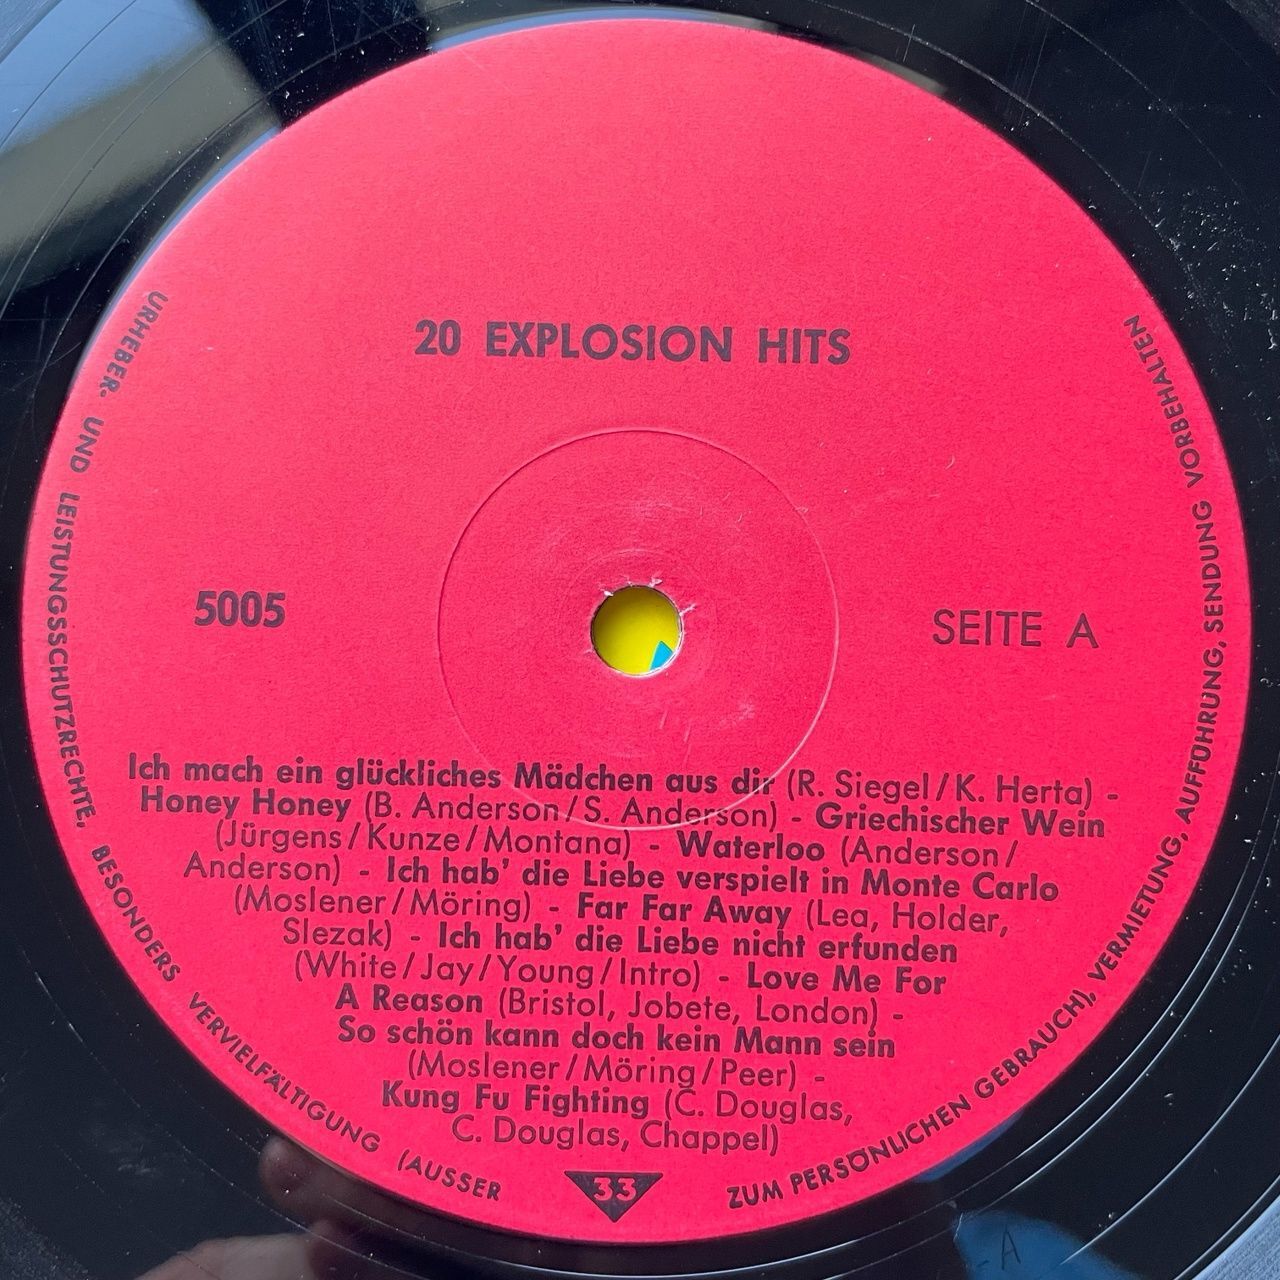 20 EXPLOSION HITS
5005
SEITE A
Ich mach ein glückliches Mädchen aus dir (R. Siegel/K. Herta) -
Honey Honey (B. Anderson/S. Anderson) - Griechischer Wein
(Jürgens/Kunze/Montana) - Waterloo (Anderson/
Anderson) - Ich hab' die Liebe verspielt in Monte Carlo
(Moslener/Möring) - Far Far Away (Lea, Holder,
Slezak) - Ich hab' die Liebe nicht erfunden
(White/Jay/Young/Intro) - Love Me For
A Reason (Bristol, Jobete, London) -
So schön kann doch kein Mann sein
(Moslener/Möring/Peer) -
Kung Fu Fighting (C. Douglas,
C. Douglas, Chappel)
33
URHEBER- UND LEISTUNGSSCHUTZRECHTE, BESONDERS VERVIELFÄLTIGUNG (AUSSER ZUM PERSÖNLICHEN GEBRAUCH), VERMIETUNG, AUFFÜHRUNG, SENDUNG VORBEHALTEN
A